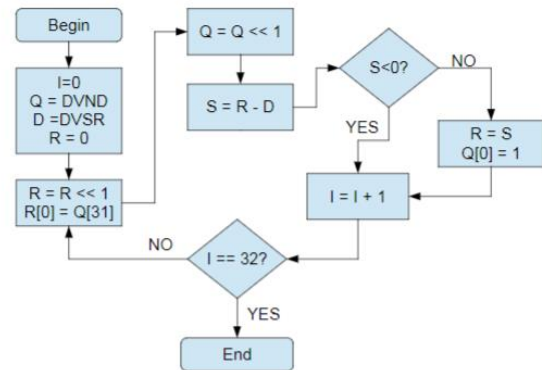 Begin
I=0
Q = DVND
D =DVSR
R = 0
R = R << 1
R[0] = Q[31]
Q = Q << 1
S = R - D
S<0?
NO
YES
R = S
Q[0] = 1
I = I + 1
I == 32?
NO
YES
End